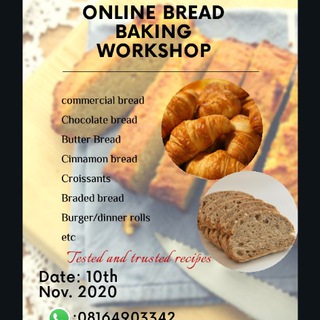 ONLINE BREAD
BAKING
WORKSHOP
commercial bread
Chocolate bread
Butter Bread
Cinnamon bread
Croissants
Braded bread
Burger/dinner rolls
etc
Tested and trusted recipes
Date: 10th
Nov. 2020
:08164903342